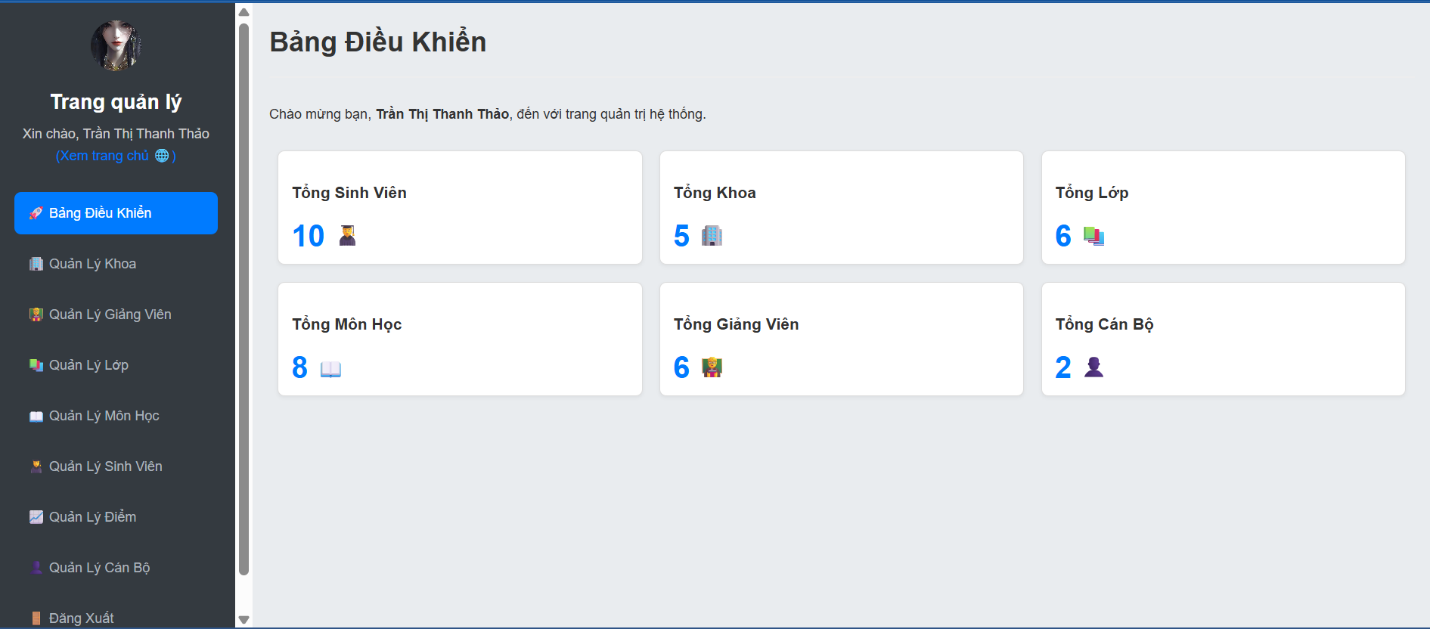 Trang quản lý
Xin chào, Trần Thị Thanh Thảo
(Xem trang chủ 🌐)
🚀 Bảng Điều Khiển
🏢 Quản Lý Khoa
👩‍🏫 Quản Lý Giảng Viên
📚 Quản Lý Lớp
📖 Quản Lý Môn Học
👩‍🎓 Quản Lý Sinh Viên
📈 Quản Lý Điểm
👤 Quản Lý Cán Bộ
🚪 Đăng Xuất
Bảng Điều Khiển
Chào mừng bạn, Trần Thị Thanh Thảo, đến với trang quản trị hệ thống.
Tổng Sinh Viên
10 👨‍🎓
Tổng Khoa
5 🏢
Tổng Lớp
6 📚
Tổng Môn Học
8 📖
Tổng Giảng Viên
6 👩‍🏫
Tổng Cán Bộ
2 👤